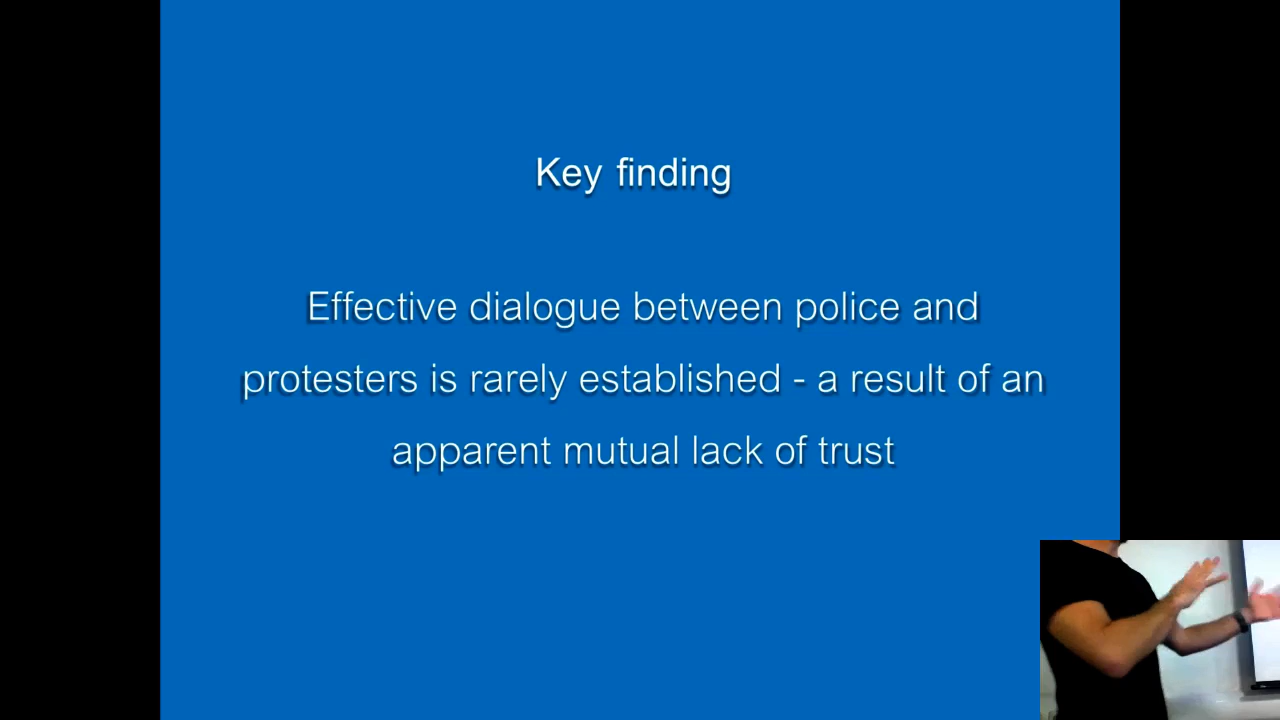 Key finding
Effective dialogue between police and
protesters is rarely established - a result of an
apparent mutual lack of trust